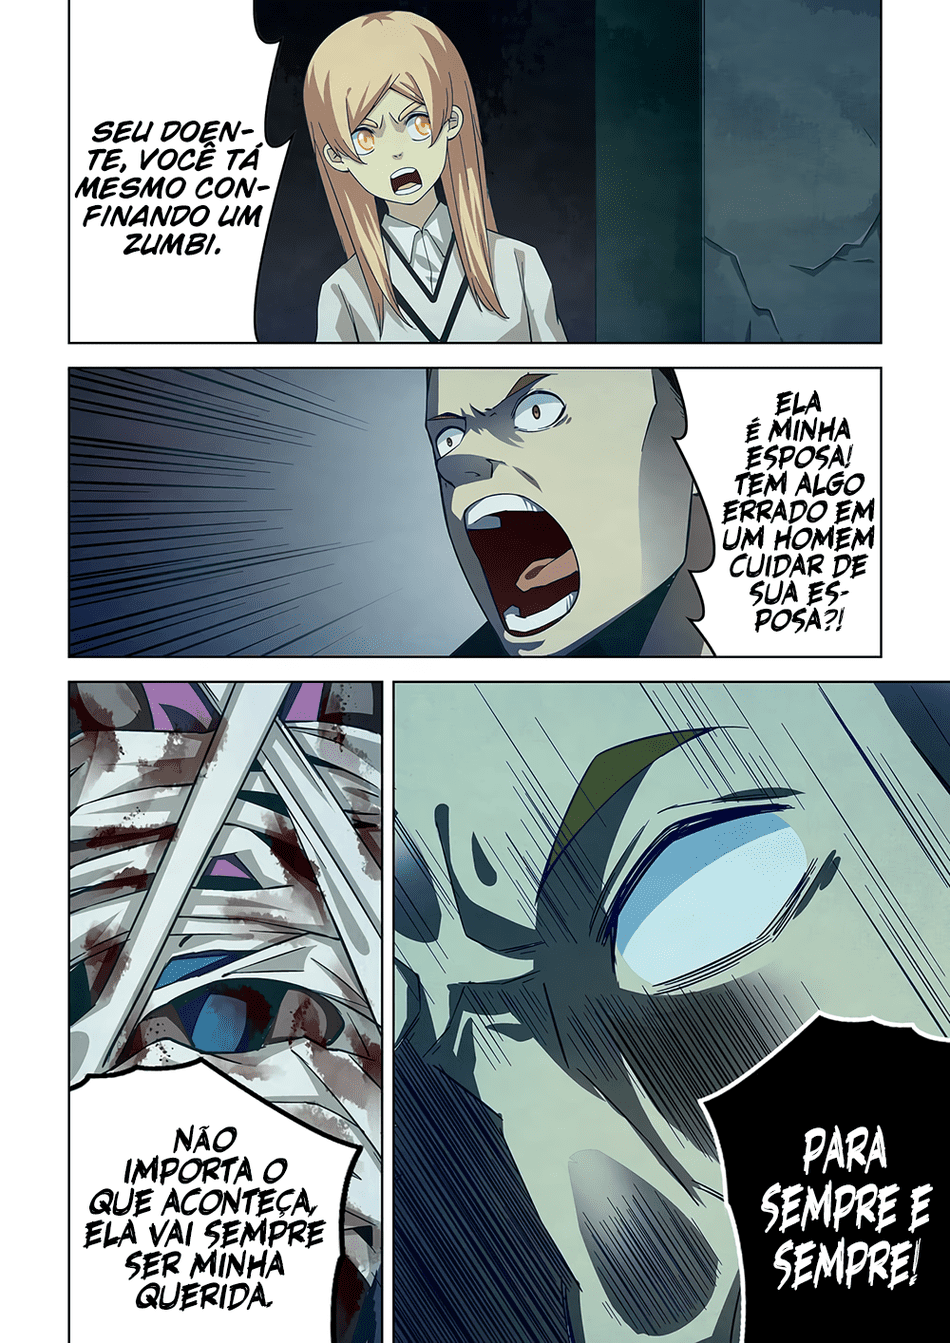 SEU DOEN-
TE, VOCÊ TÁ
MESMO CON-
FINANDO UM
ZUMBI.
ELA
É MINHA
ESPOSA!
TEM ALGO
ERRADO EM
UM HOMEM
CUIDAR DE
SUA ES-
POSA?!
NÃO
IMPORTA O
QUE ACONTEÇA,
ELA VAI SEMPRE
SER MINHA
QUERIDA.
PARA
SEMPRE E
SEMPRE!